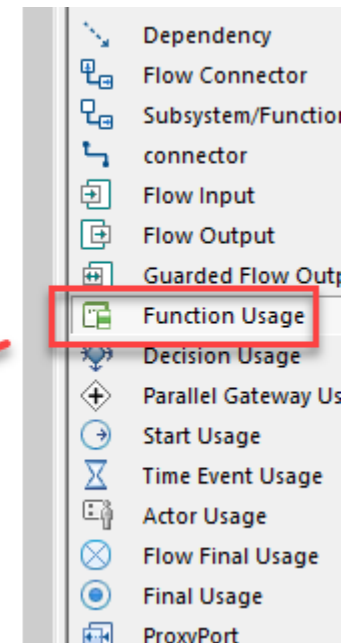 Dependency
Flow Connector
Subsystem/Function
connector
Flow Input
Flow Output
Guarded Flow Outp
Function Usage
Decision Usage
Parallel Gateway Us
Start Usage
Time Event Usage
Actor Usage
Flow Final Usage
Final Usage
ProxyPort